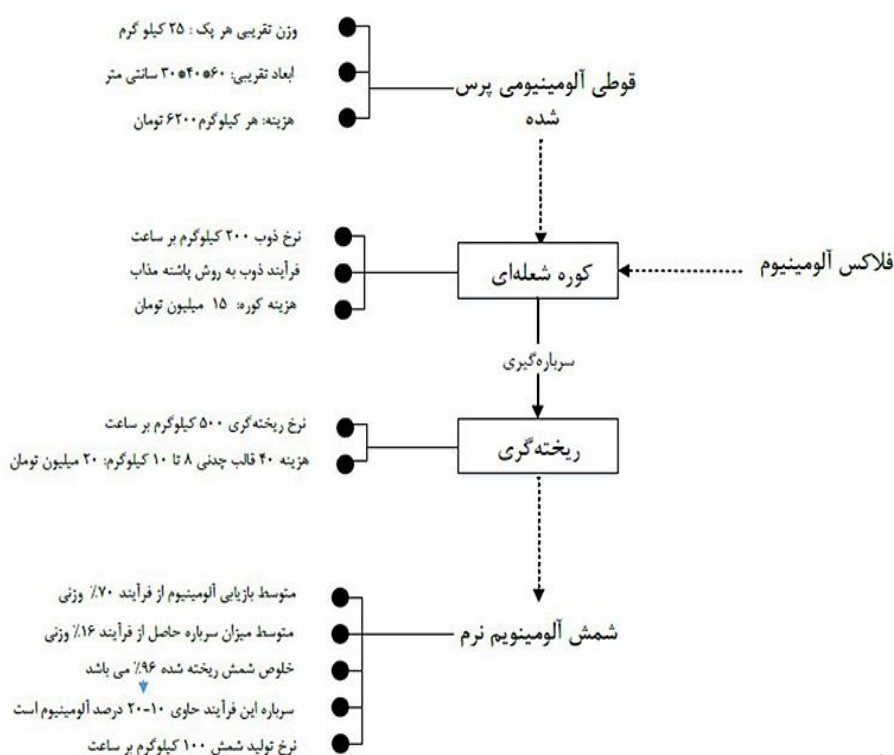 وزن تقریبی هر پک : ۲۵ کیلو گرم
ابعاد تقریبی: ۶۰*۴۰*۳۰ سانتی متر
هزینه: هر کیلوگرم ۶۲۰۰ تومان
قوطی آلومینیومی پرس
شده
نرخ ذوب ۲۰۰ کیلوگرم بر ساعت
فرآیند ذوب به روش پاشنه مذاب
هزینه کوره: ۱۵ میلیون تومان
کوره شعله‌ای
فلاکس آلومینیوم
سرباره‌گیری
نرخ ریخته‌گری ۵۰۰ کیلوگرم بر ساعت
هزینه ۴۰ قالب چدنی ۸ تا ۱۰ کیلوگرم: ۲۰ میلیون تومان
ریخته‌گری
متوسط بازیابی آلومینیوم از فرآیند ۷۰٪ وزنی
متوسط میزان سرباره حاصل از فرآیند ۱۶٪ وزنی
خلوص شمش ریخته شده ۹۶٪ می باشد
سرباره این فرآیند حاوی ۱۰-۲۰ درصد آلومینیوم است
نرخ تولید شمش ۱۰۰ کیلوگرم بر ساعت
شمش آلومینویم نرم